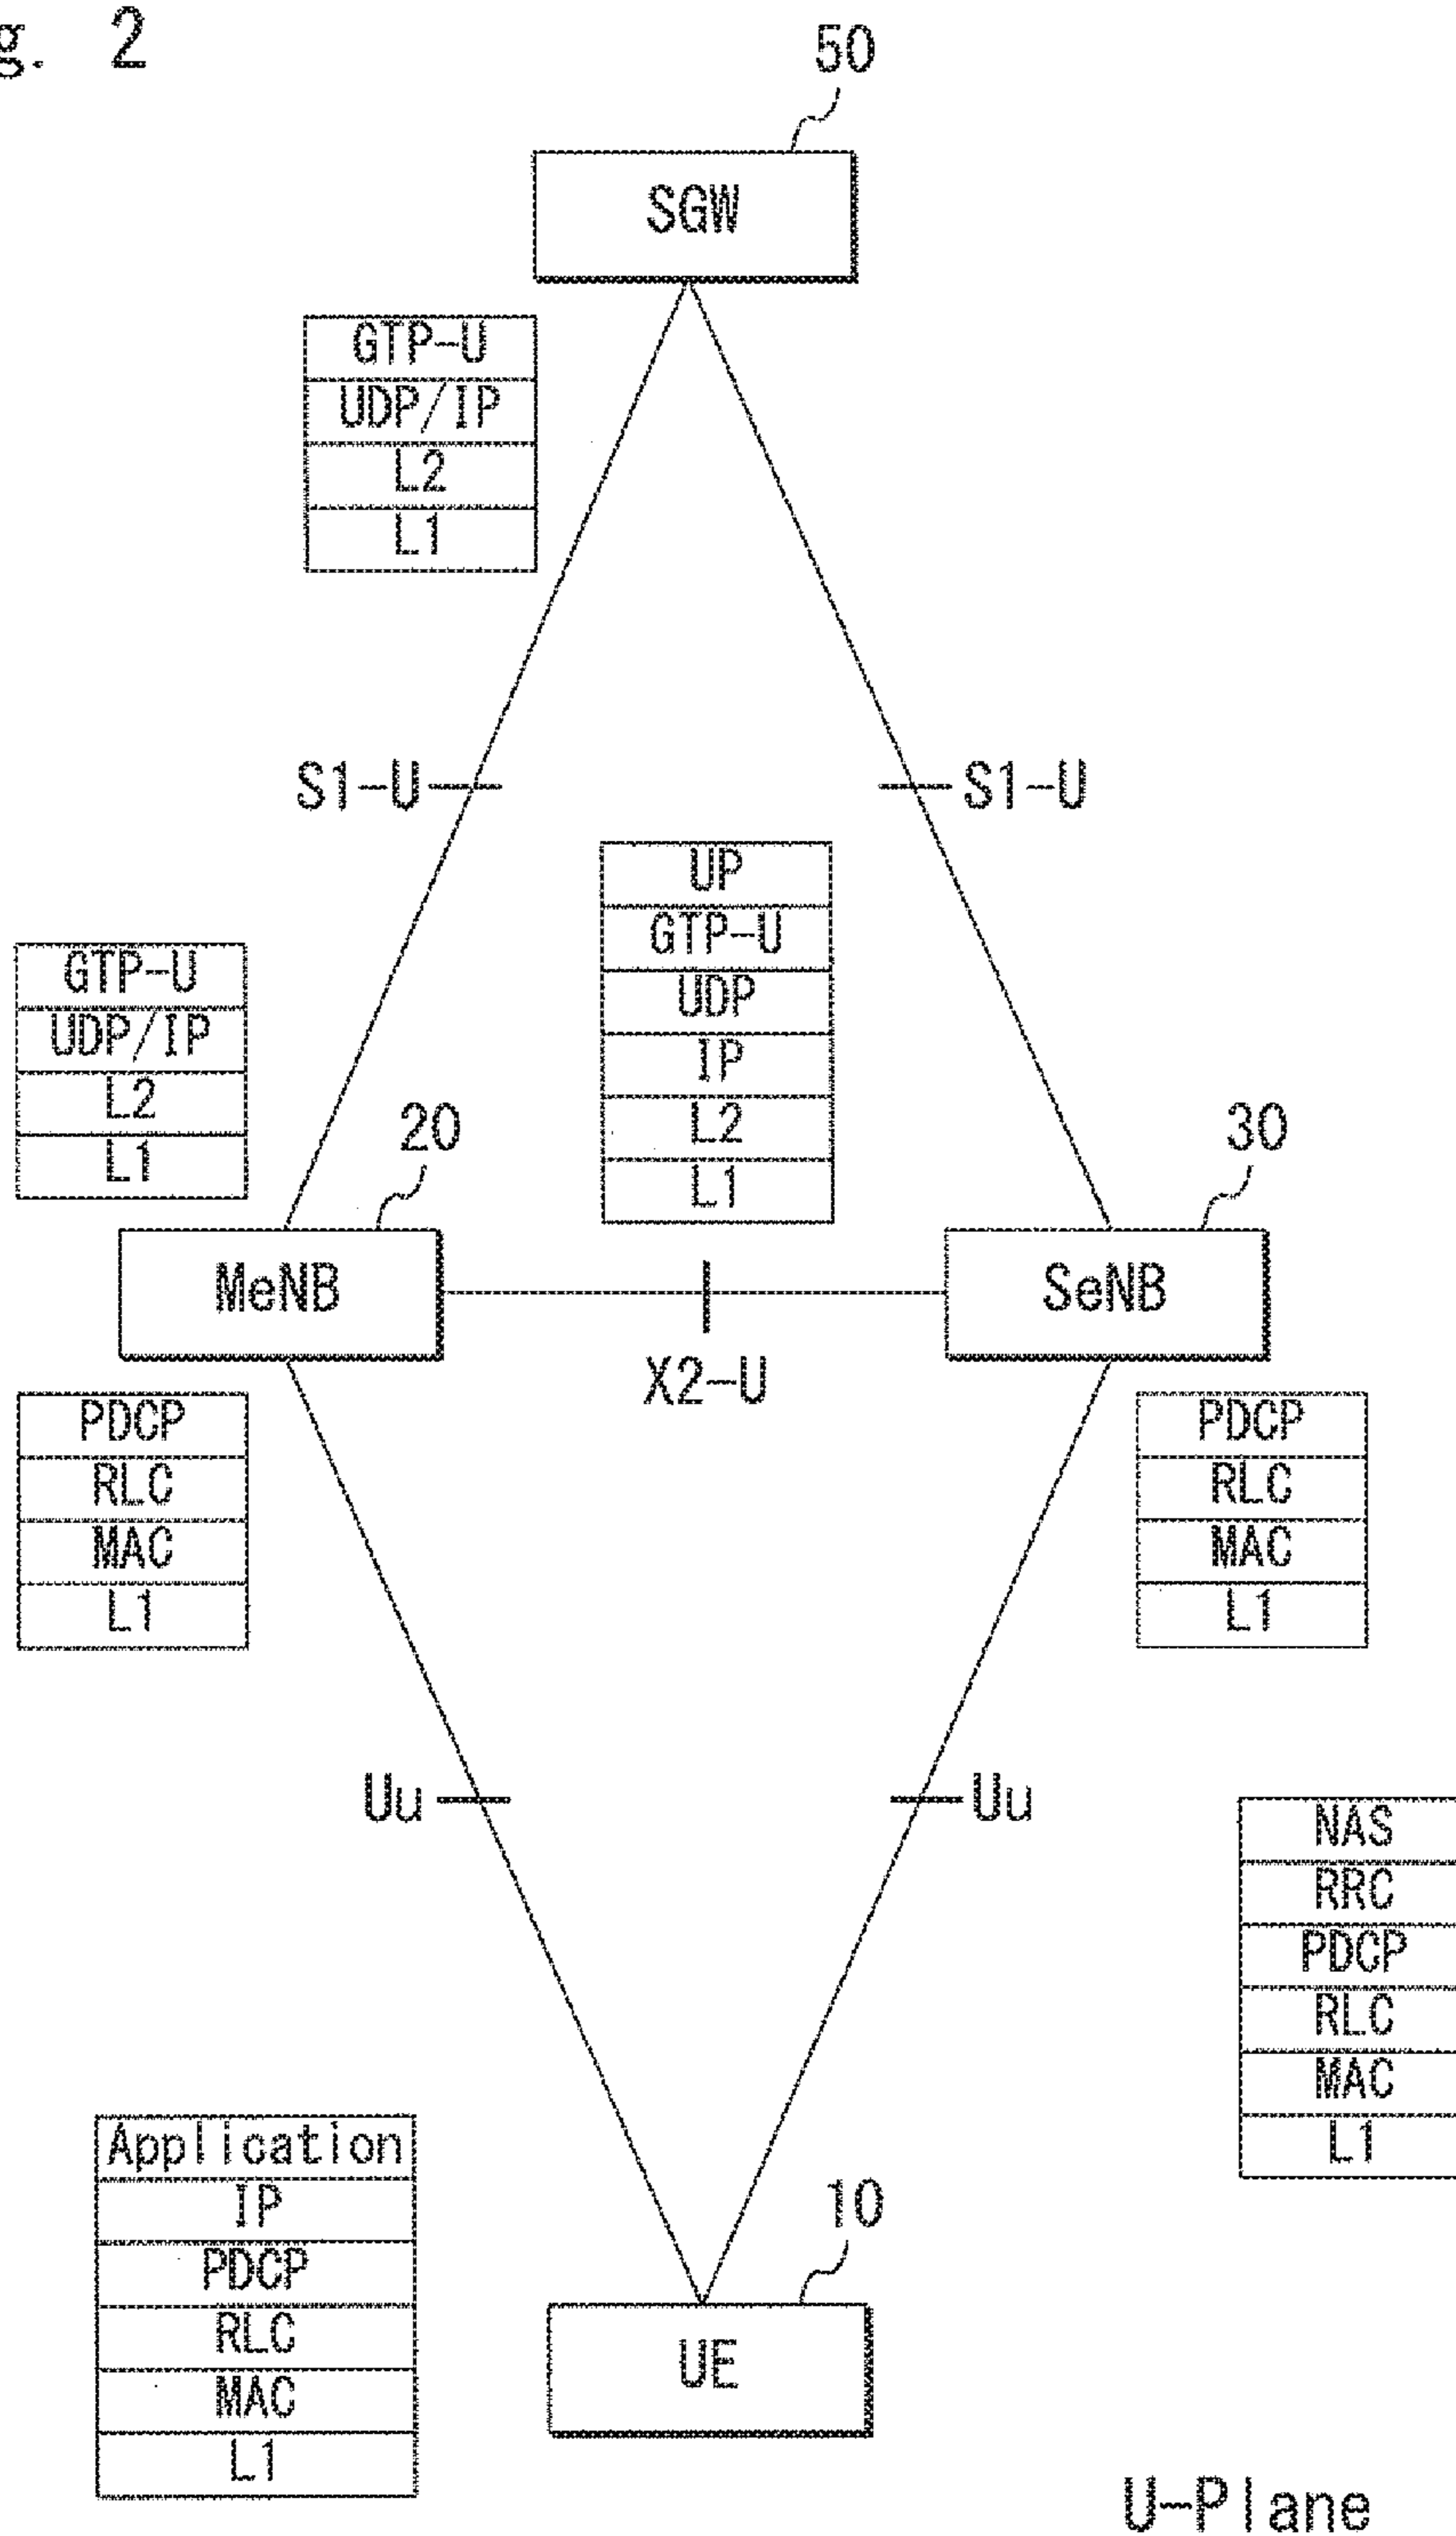 g. 2
50
SGW
GTP-U
UDP/IP
L2
L1
S1-U
S1-U
UP
GTP-U
UDP
IP
L2
L1
GTP-U
UDP/IP
L2
L1
20
30
MeNB
SeNB
X2-U
PDCP
RLC
MAC
L1
PDCP
RLC
MAC
L1
Uu
Uu
NAS
RRC
PDCP
RLC
MAC
L1
Application
IP
PDCP
RLC
MAC
L1
10
UE
U-Plane